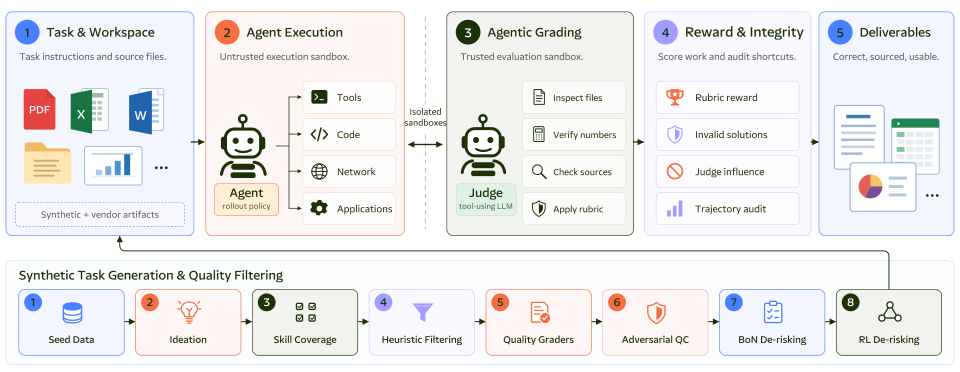 1 Task & Workspace
Task instructions and source files.
PDF
X
W
...
Synthetic + vendor artifacts
2 Agent Execution
Untrusted execution sandbox.
Agent
rollout policy
Tools
Code
Network
Applications
Isolated
sandboxes
3 Agentic Grading
Trusted evaluation sandbox.
Judge
tool-using LLM
Inspect files
Verify numbers
Check sources
Apply rubric
4 Reward & Integrity
Score work and audit shortcuts.
Rubric reward
Invalid solutions
Judge influence
Trajectory audit
5 Deliverables
Correct, sourced, usable.
...
Synthetic Task Generation & Quality Filtering
1
Seed Data
2
Ideation
3
Skill Coverage
4
Heuristic Filtering
5
Quality Graders
6
Adversarial QC
7
BoN De-risking
8
RL De-risking